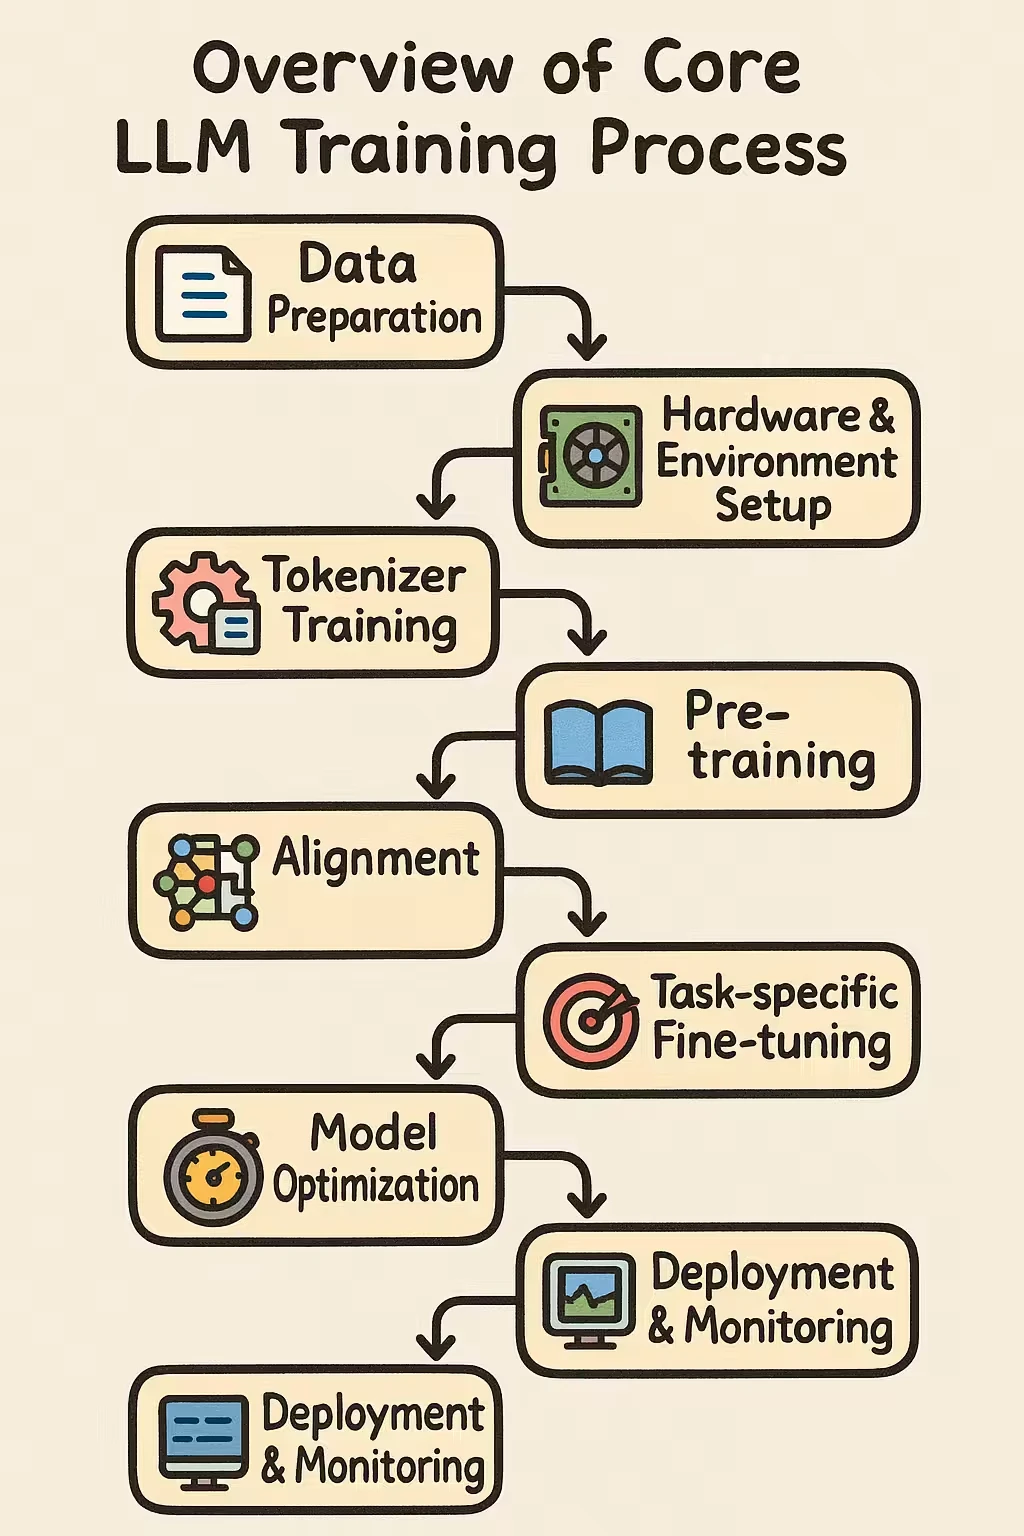 Overview of Core
LLM Training Process
Data
Preparation
Hardware &
Environment
Setup
Tokenizer
Training
Pre-
training
Alignment
Task-specific
Fine-tuning
Model
Optimization
Deployment
& Monitoring
Deployment
& Monitoring